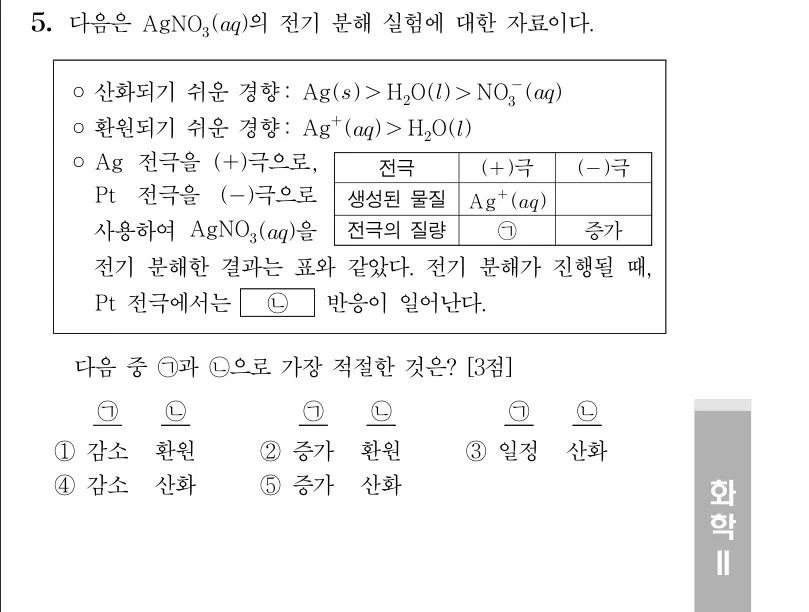 5. 다음은 AgNO₃(aq)의 전기 분해 실험에 대한 자료이다.
○ 산화되기 쉬운 경향: Ag(s) > H₂O(l) > NO₃⁻(aq)
○ 환원되기 쉬운 경향: Ag⁺(aq) > H₂O(l)
○ Ag 전극을 (+)극으로,
Pt 전극을 (−)극으로
사용하여 AgNO₃(aq)을
전극 (+)극 (−)극
생성된 물질 Ag⁺(aq)
전극의 질량 ㉠ 증가
전기 분해한 결과는 표와 같았다. 전기 분해가 진행될 때,
Pt 전극에서는 ㉡ 반응이 일어난다.
다음 중 ㉠과 ㉡으로 가장 적절한 것은? [3점]
㉠ ㉡ ㉠ ㉡ ㉠ ㉡
① 감소 환원 ② 증가 환원 ③ 일정 산화
④ 감소 산화 ⑤ 증가 산화
화학 Ⅱ